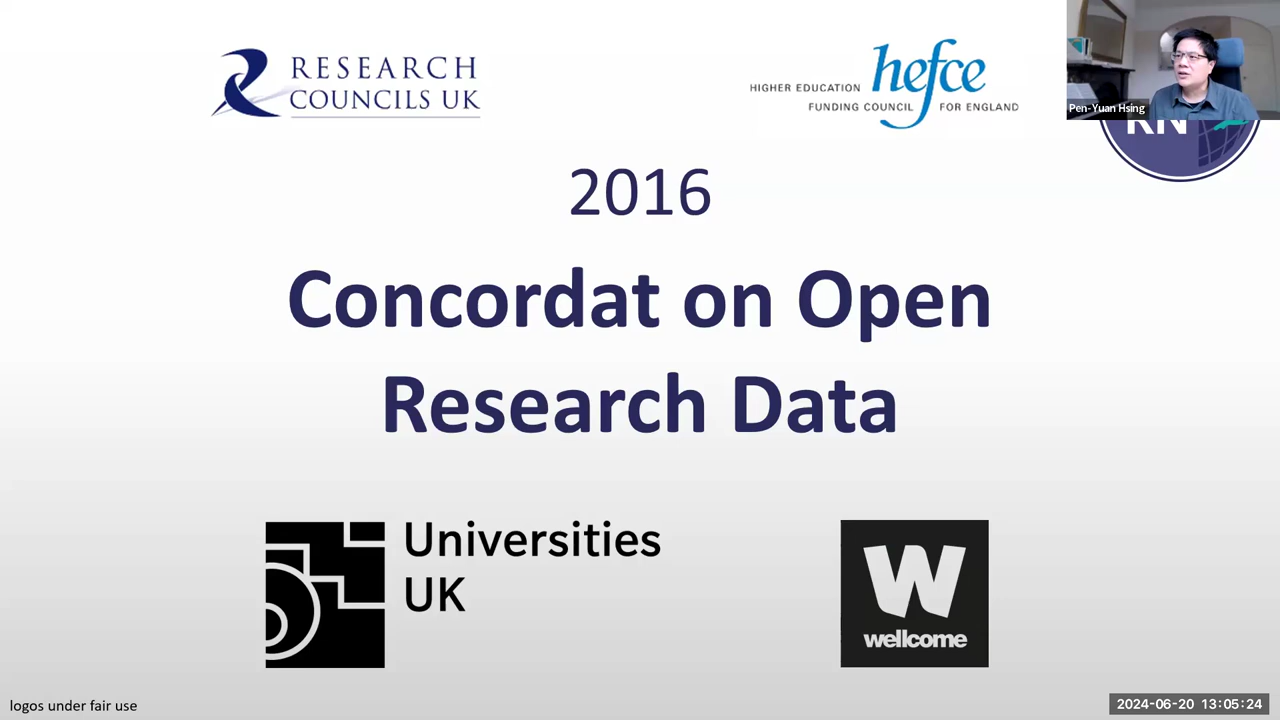 RESEARCH
COUNCILS UK
hefce
HIGHER EDUCATION
FUNDING COUNCIL FOR ENGLAND
Pen-Yuan Hsing
RN
2016
Concordat on Open
Research Data
Universities
UK
W
wellcome
logos under fair use
2024-06-20 13:05:24